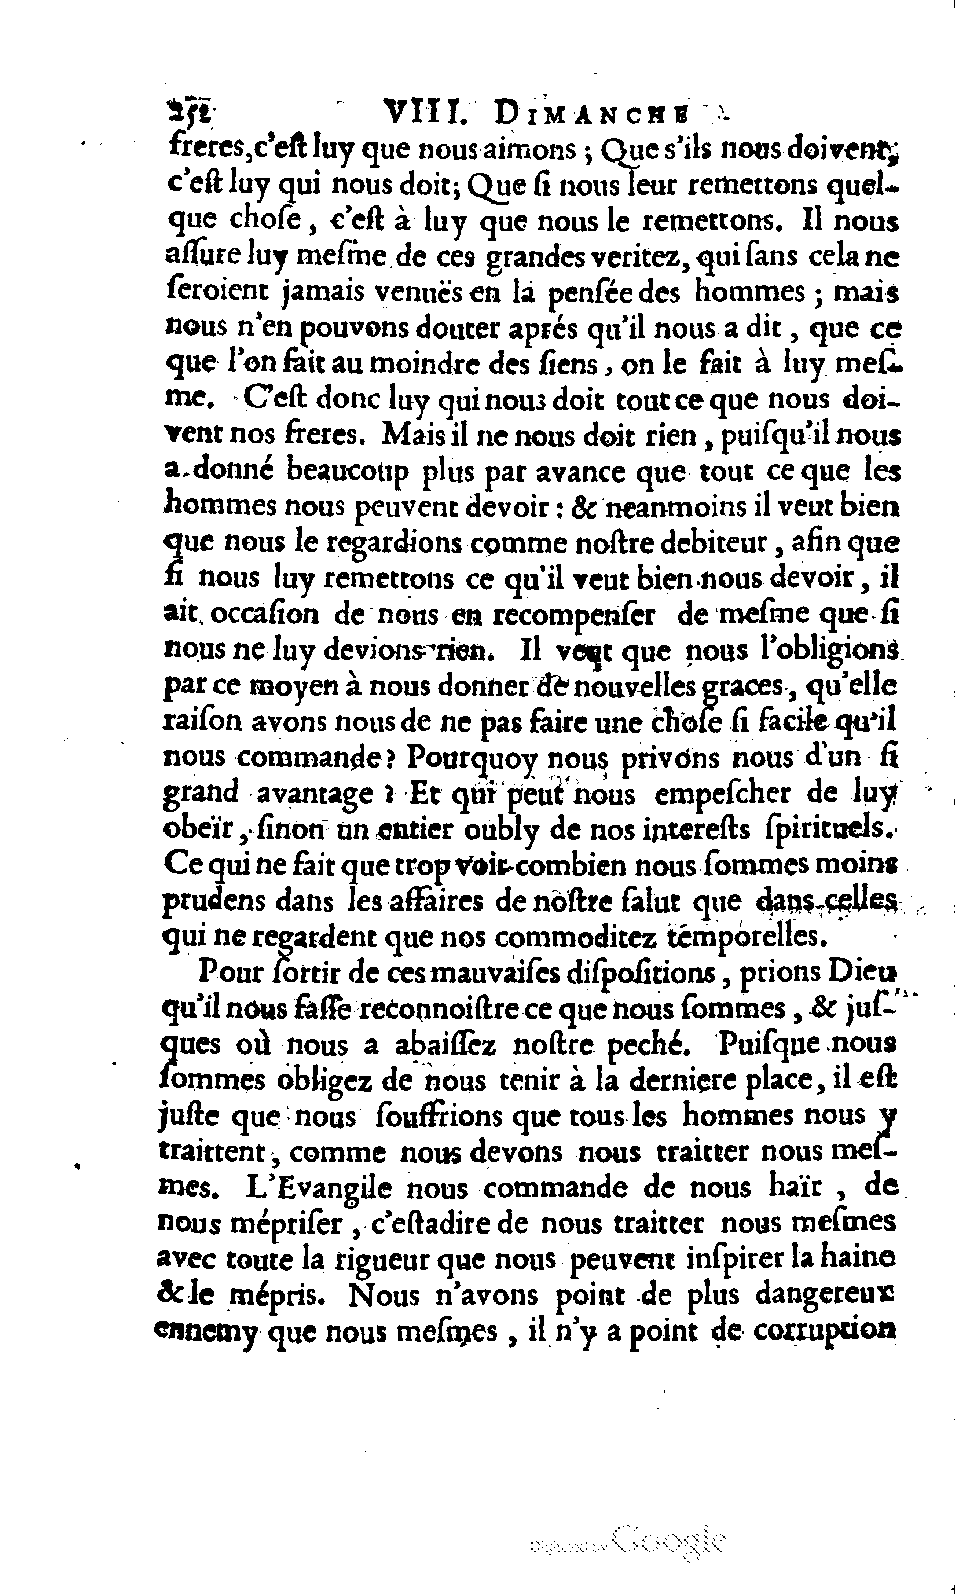 VIII. DIMANCHE
freres, c'eſt luy que nous aimons ; Que s'ils nous doivent,
c'eſt luy qui nous doit; Que ſi nous leur remettons quel-
que choſe, c'eſt à luy que nous le remettons. Il nous
aſſure luy meſme de ces grandes veritez, qui ſans cela ne
ſeroient jamais venuës en la penſée des hommes ; mais
nous n'en pouvons douter aprés qu'il nous a dit, que ce
que l'on fait au moindre des ſiens, on le fait à luy meſ-
me. C'eſt donc luy qui nous doit tout ce que nous doi-
vent nos freres. Mais il ne nous doit rien, puiſqu'il nous
a donné beaucoup plus par avance que tout ce que les
hommes nous peuvent devoir : & neanmoins il veut bien
que nous le regardions comme noſtre debiteur, afin que
ſi nous luy remettons ce qu'il veut bien nous devoir, il
ait occaſion de nous en recompenſer de meſme que ſi
nous ne luy devions rien. Il veut que nous l'obligions
par ce moyen à nous donner de nouvelles graces, qu'elle
raiſon avons nous de ne pas faire une choſe ſi facile qu'il
nous commande? Pourquoy nous privons nous d'un ſi
grand avantage ? Et qui peut nous empeſcher de luy
obeïr, ſinon un entier oubly de nos intereſts ſpirituels.
Ce qui ne fait que trop voir combien nous ſommes moins
prudens dans les affaires de noſtre ſalut que dans celles
qui ne regardent que nos commoditez temporelles.
Pour ſortir de ces mauvaiſes diſpoſitions, prions Dieu
qu'il nous faſſe reconnoiſtre ce que nous ſommes, & juſ-
ques où nous a abaiſſez noſtre peché. Puiſque nous
ſommes obligez de nous tenir à la derniere place, il eſt
juſte que nous ſouffrions que tous les hommes nous y
traittent, comme nous devons nous traitter nous meſ-
mes. L'Evangile nous commande de nous haïr, de
nous mépriſer, c'eſtadire de nous traitter nous meſmes
avec toute la rigueur que nous peuvent inſpirer la haine
& le mépris. Nous n'avons point de plus dangereux
ennemy que nous meſmes, il n'y a point de corruption
Google